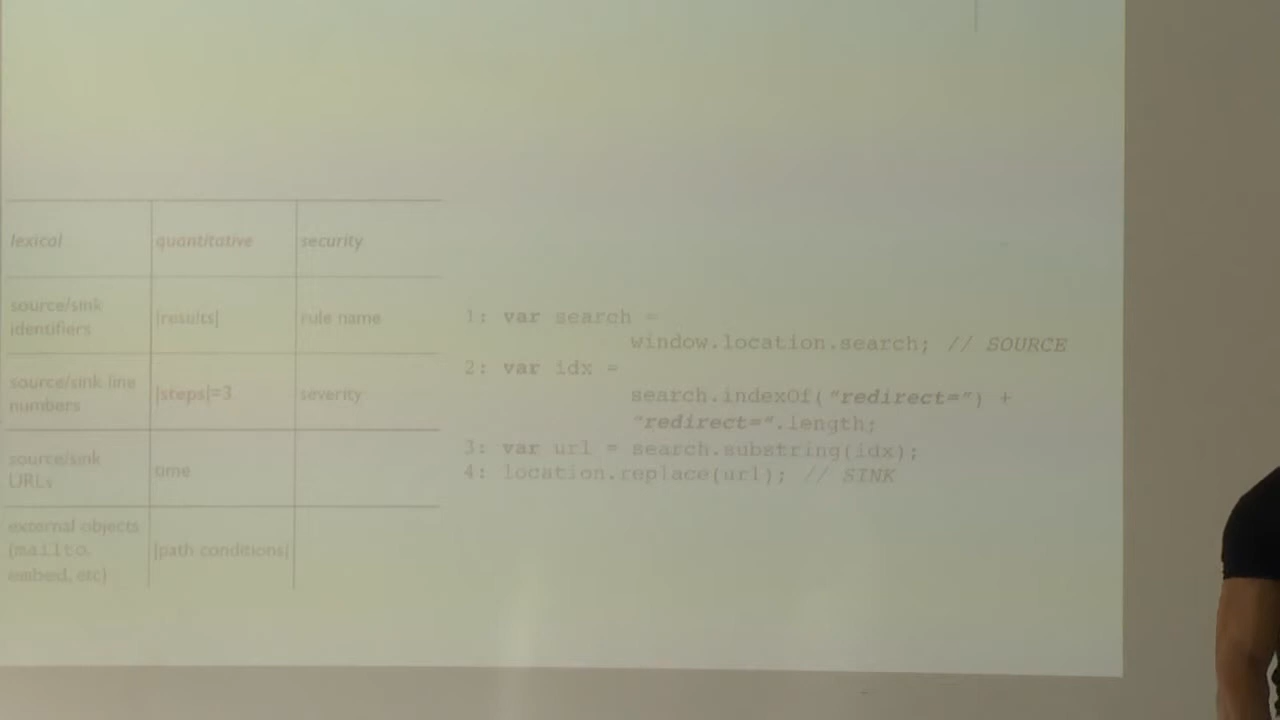 lexical quantitative security
source/sink identifiers |results| rule name
source/sink line numbers |steps|=3 severity
source/sink URLs time
external objects (mailto, embed, etc) |path conditions|
1: var search =
window.location.search; // SOURCE
2: var idx =
search.indexOf("redirect=") +
"redirect=".length;
3: var url = search.substring(idx);
4: location.replace(url); // SINK